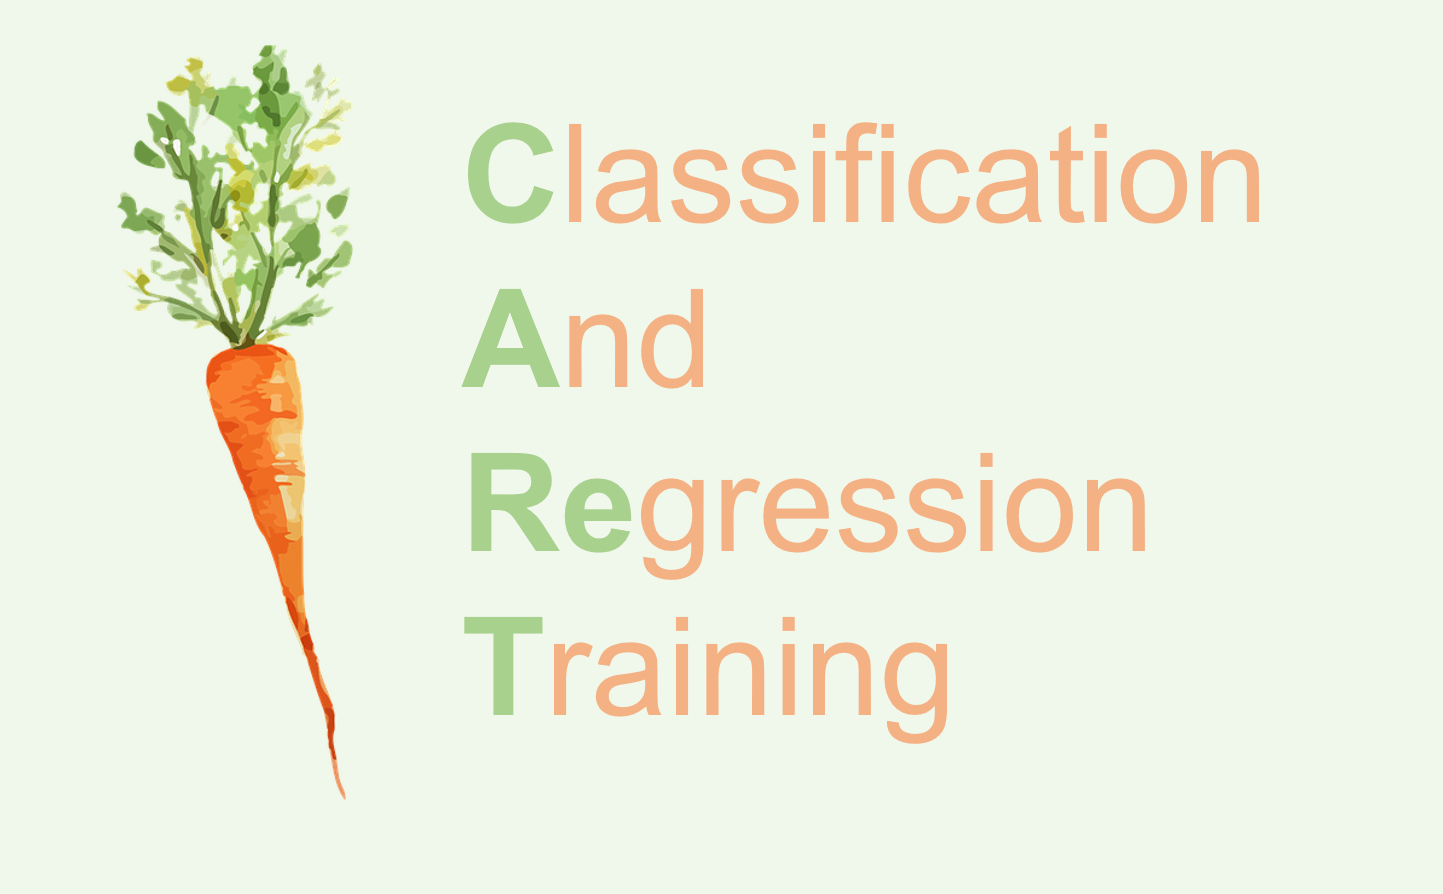 Classification
And
Regression
Training